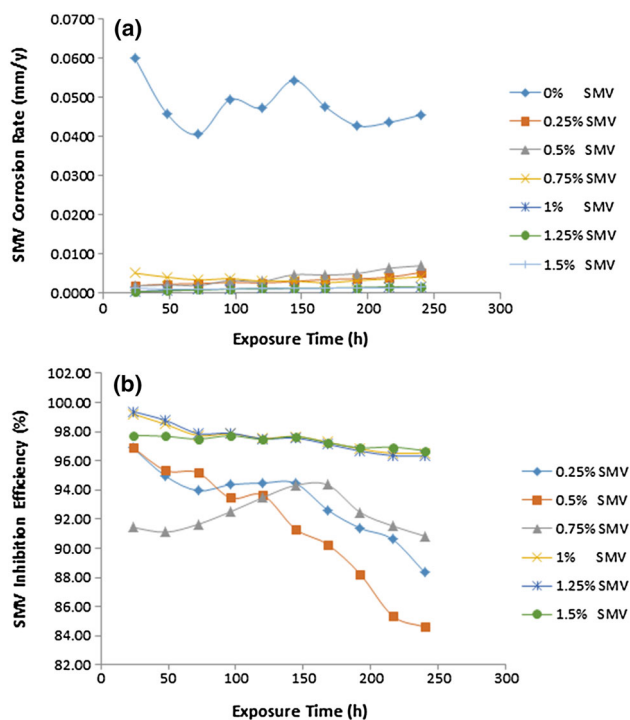 (a)
SMV Corrosion Rate (mm/y)
0.0700
0.0600
0.0500
0.0400
0.0300
0.0200
0.0100
0.0000
0 50 100 150 200 250 300
Exposure Time (h)
0% SMV
0.25% SMV
0.5% SMV
0.75% SMV
1% SMV
1.25% SMV
1.5% SMV
(b)
SMV Inhibition Efficiency (%)
102.00
100.00
98.00
96.00
94.00
92.00
90.00
88.00
86.00
84.00
82.00
0 50 100 150 200 250 300
Exposure Time (h)
0.25% SMV
0.5% SMV
0.75% SMV
1% SMV
1.25% SMV
1.5% SMV